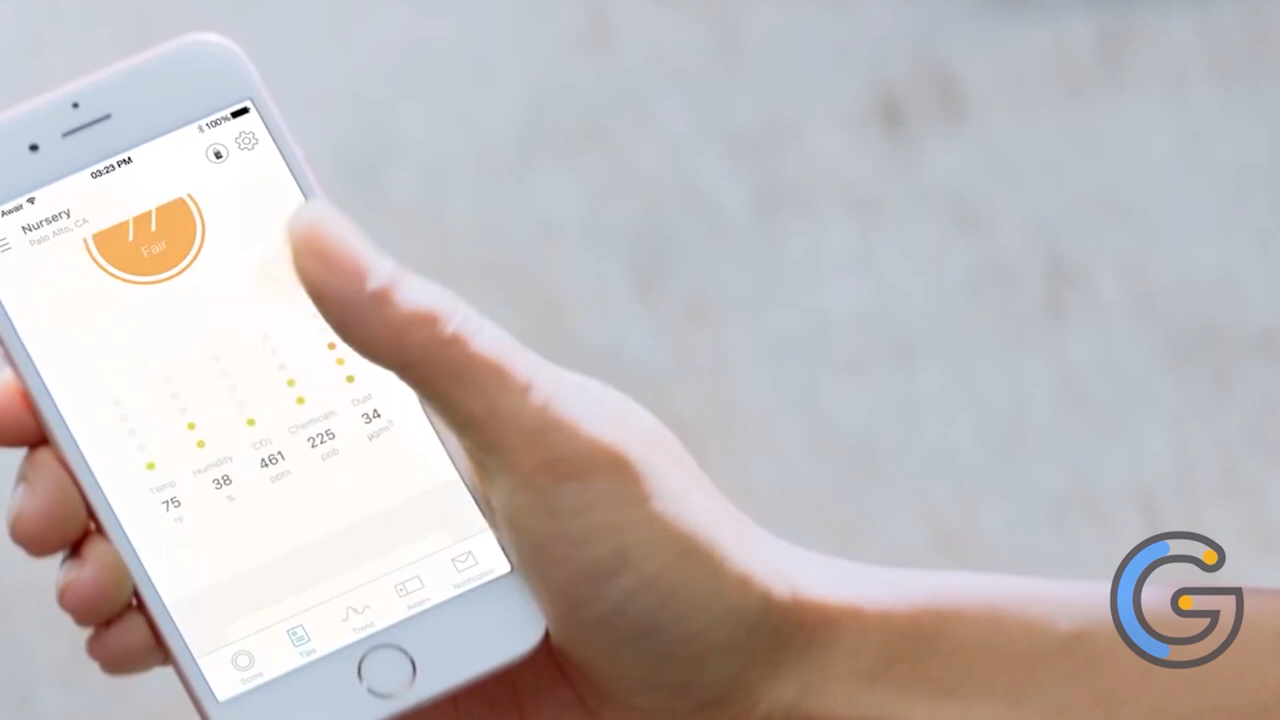 100%
03:23 PM
Awair
Nursery
Palo Alto, CA
Fair
Temp
75
°F
Humidity
38
%
CO₂
461
ppm
Chemicals
225
ppb
Dust
34
µg/m³
Score
Tips
Trend
Awair+
Notification